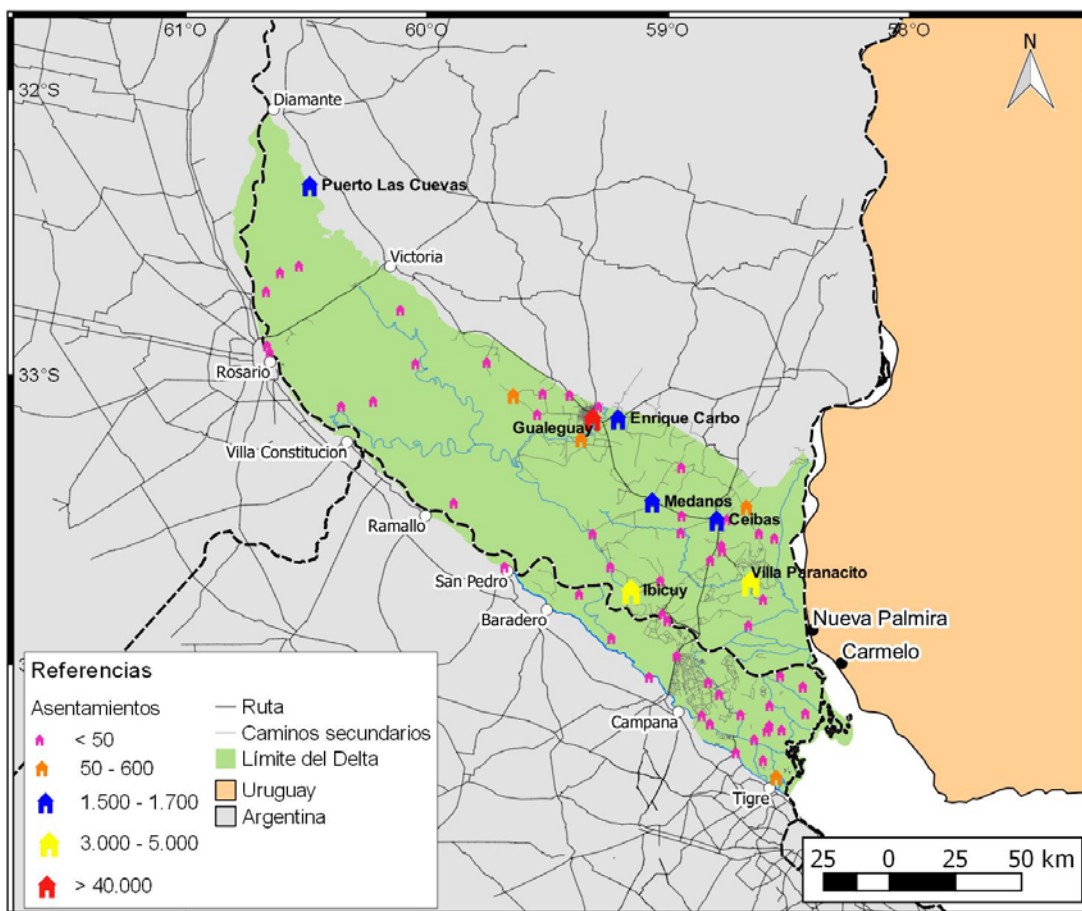 61°O
60°O
59°O
58°O
N
32°S
Diamante
Puerto Las Cuevas
Victoria
33°S
Rosario
Gualeguay
Enrique Carbo
Villa Constitucion
Medanos
Ramallo
Ceibas
San Pedro
Ibicuy
Villa Paranacito
Baradero
Nueva Palmira
Carmelo
Campana
Tigre
Referencias
Asentamientos
< 50
50 - 600
1.500 - 1.700
3.000 - 5.000
> 40.000
Ruta
Caminos secundarios
Límite del Delta
Uruguay
Argentina
25 0 25 50 km